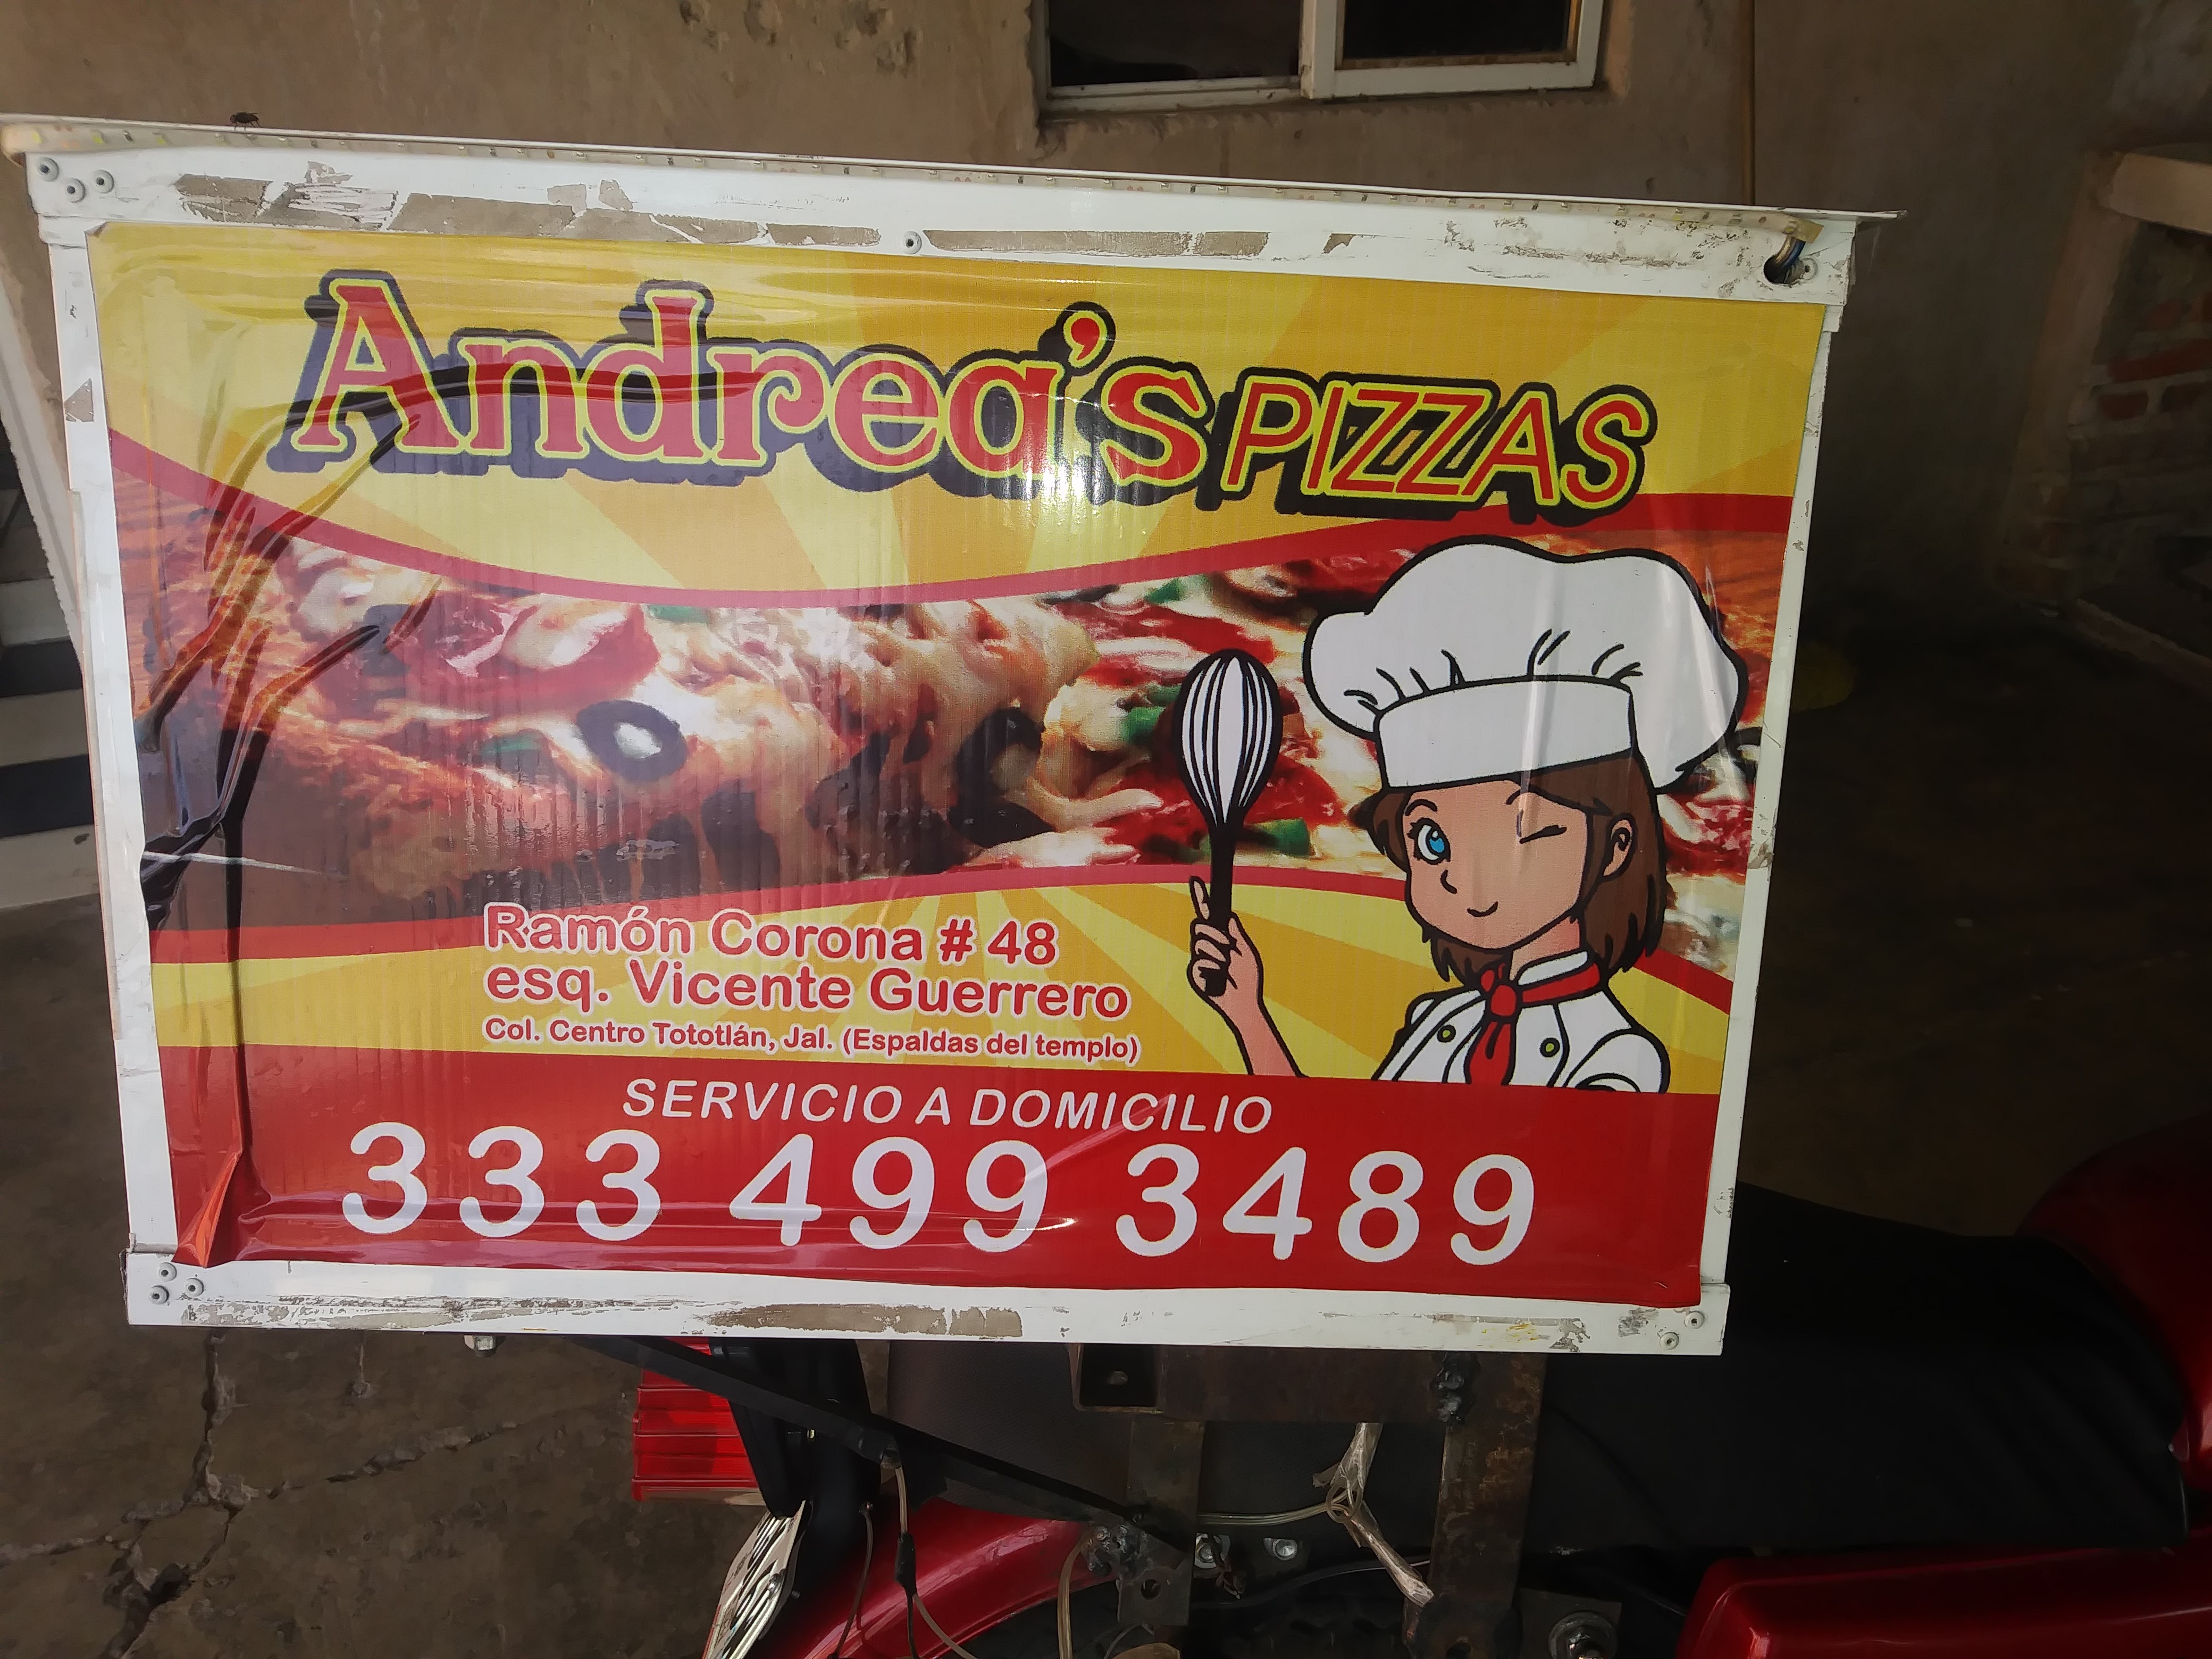 Andrea's PIZZAS
Ramón Corona # 48
esq. Vicente Guerrero
Col. Centro Tototlán, Jal. (Espaldas del templo)
SERVICIO A DOMICILIO
333 499 3489